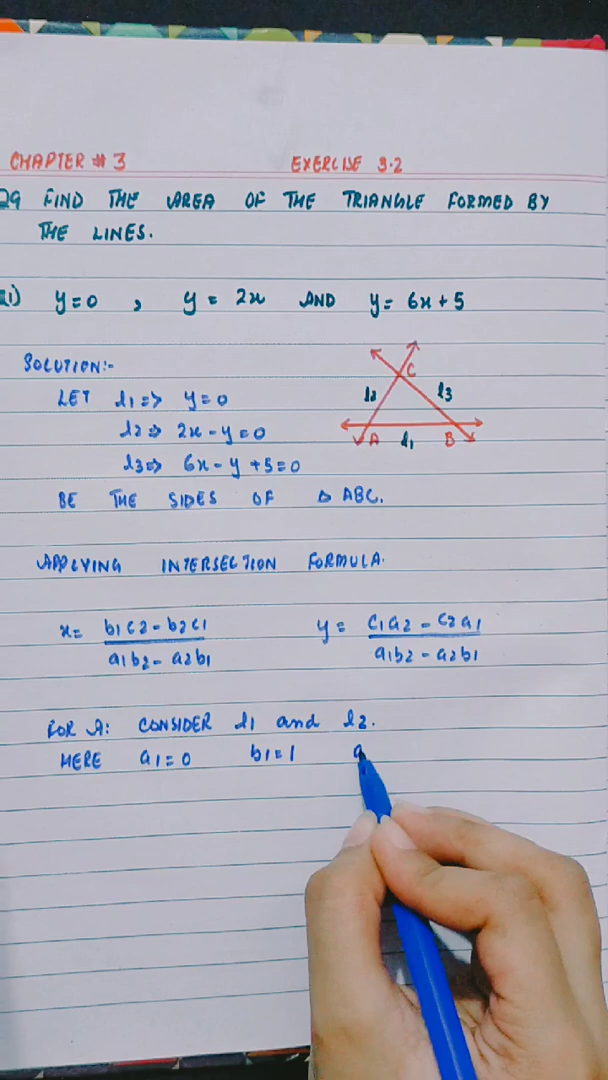 CHAPTER # 3 EXERCISE 3.2
Q9 FIND THE AREA OF THE TRIANGLE FORMED BY
THE LINES.
i) y=0 , y = 2x AND y= 6x+5
SOLUTION:-
LET l1 => y=0
l2 => 2x-y=0
l3=> 6x-y+5=0
BE THE SIDES OF △ ABC.
C
l2 l3
A l1 B
APPLYING INTERSECTION FORMULA.
x= b1c2-b2c1 / a1b2-a2b1 y= c1a2-c2a1 / a1b2-a2b1
FOR A: CONSIDER l1 and l2.
HERE a1=0 b1=1